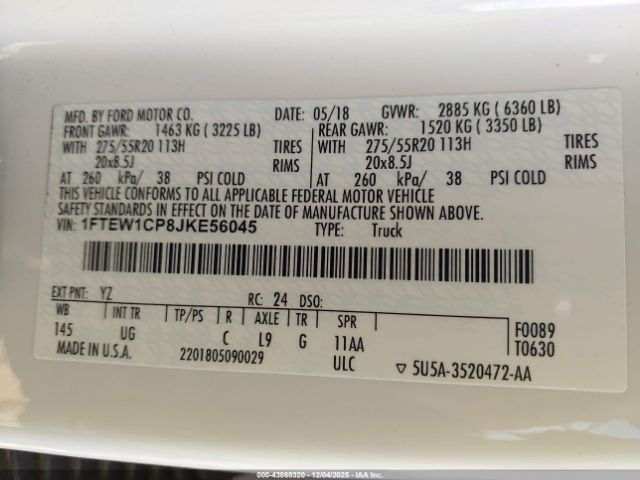 MFD. BY FORD MOTOR CO. DATE: 05/18 GVWR: 2885 KG ( 6360 LB)
FRONT GAWR: 1463 KG ( 3225 LB) REAR GAWR: 1520 KG ( 3350 LB)
WITH 275/55R20 113H TIRES WITH 275/55R20 113H TIRES
20x8.5J RIMS 20x8.5J RIMS
AT 260 kPa/ 38 PSI COLD AT 260 kPa/ 38 PSI COLD
THIS VEHICLE CONFORMS TO ALL APPLICABLE FEDERAL MOTOR VEHICLE
SAFETY STANDARDS IN EFFECT ON THE DATE OF MANUFACTURE SHOWN ABOVE.
VIN: 1FTEW1CP8JKE56045 TYPE: Truck
EXT PNT: YZ RC: 24 DSO:
WB INT TR TP/PS R AXLE TR SPR F0089
145 UG C L9 G 11AA T0630
MADE IN U.S.A. 2201805090029 ULC ▽ 5U5A-3520472-AA
000-43868320 - 12/04/2025 - IAA Inc.